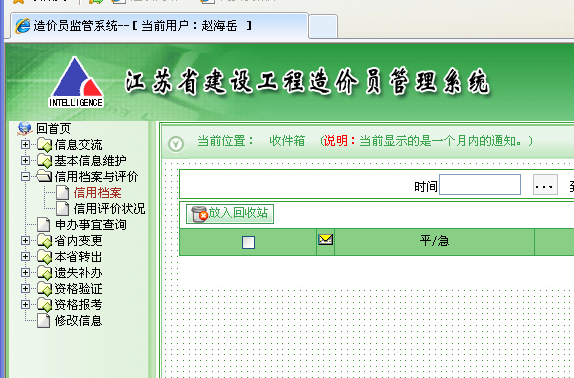 造价员监管系统--[ 当前用户：赵海岳 ]
INTELLIGENCE
江苏省建设工程造价员管理系统
回首页
信息交流
基本信息维护
信用档案与评价
信用档案
信用评价状况
申办事宜查询
省内变更
本省转出
遗失补办
资格验证
资格报考
修改信息
当前位置： 收件箱 （说明：当前显示的是一个月内的通知。）
时间 ...
放入回收站
平/急